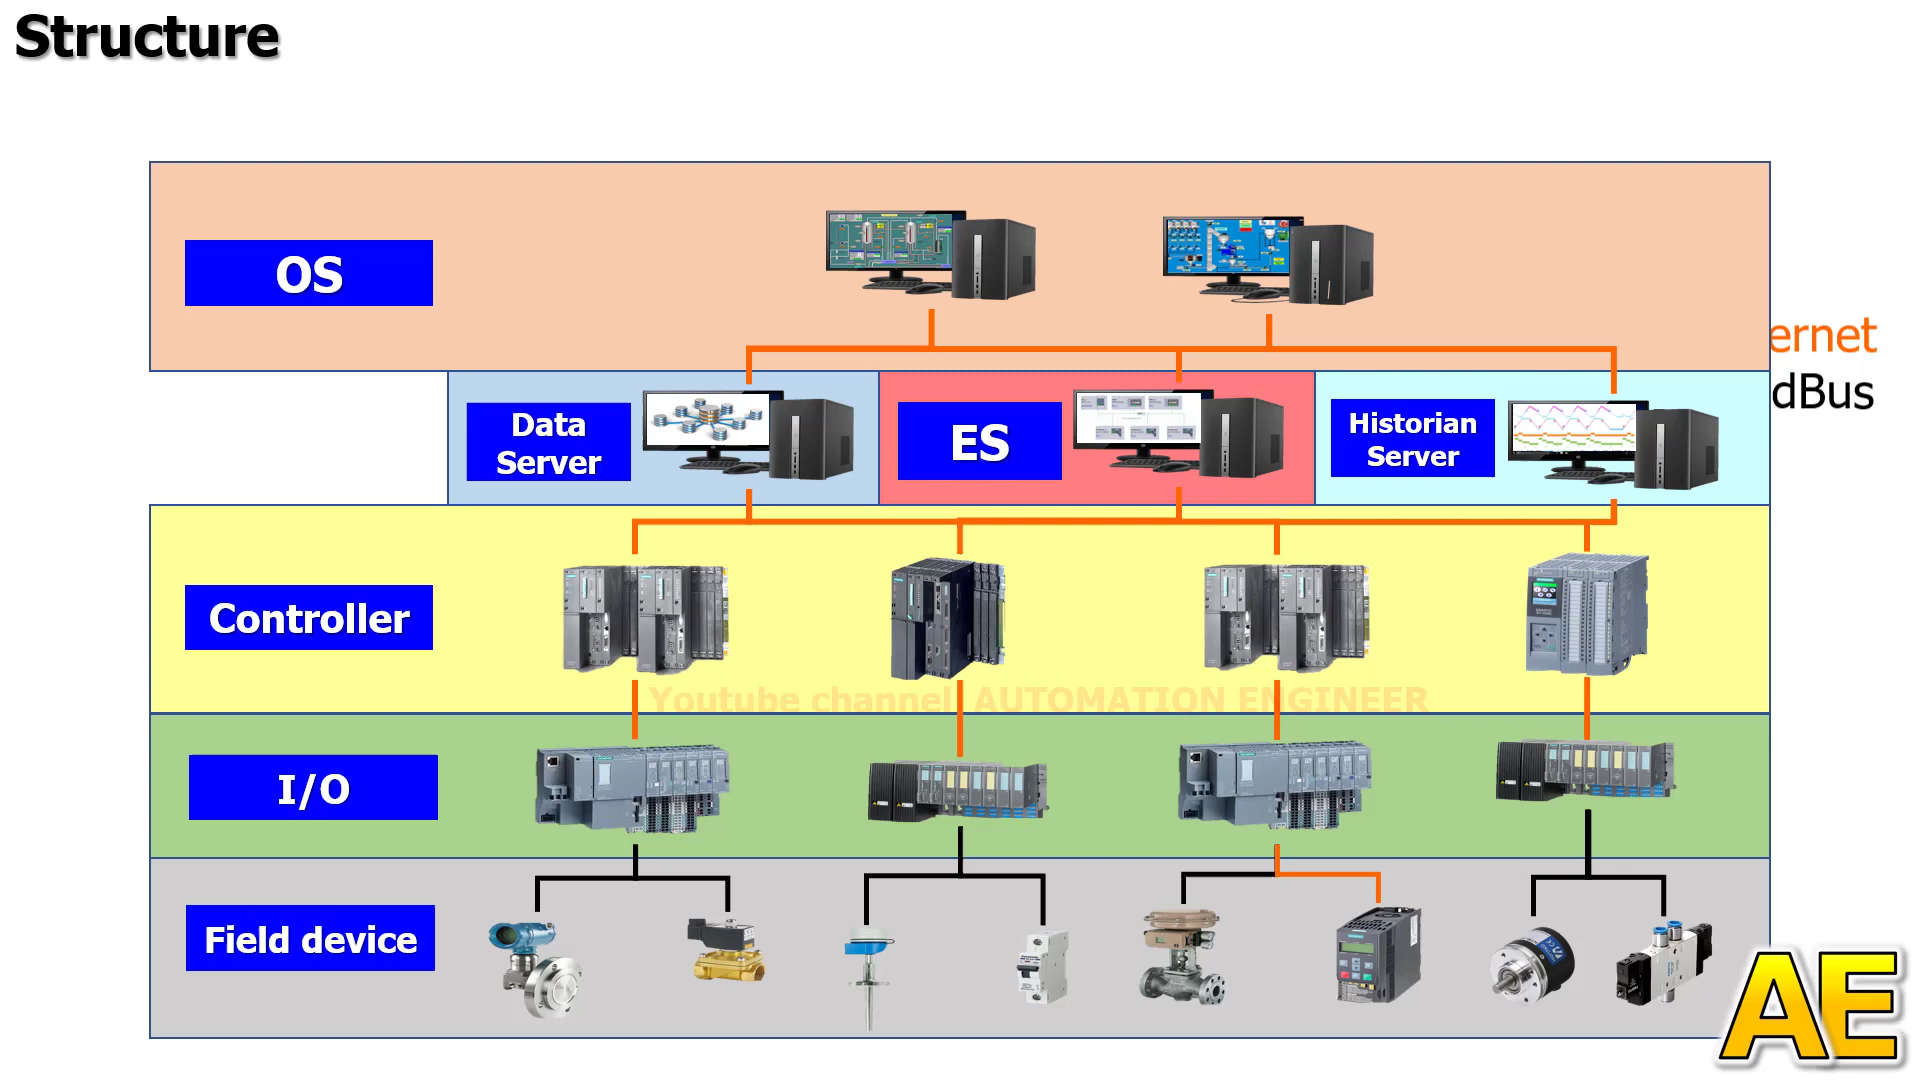 Structure
OS
ernet
dBus
Data
Server
ES
Historian
Server
Controller
Youtube channel AUTOMATION ENGINEER
I/O
Field device
AE